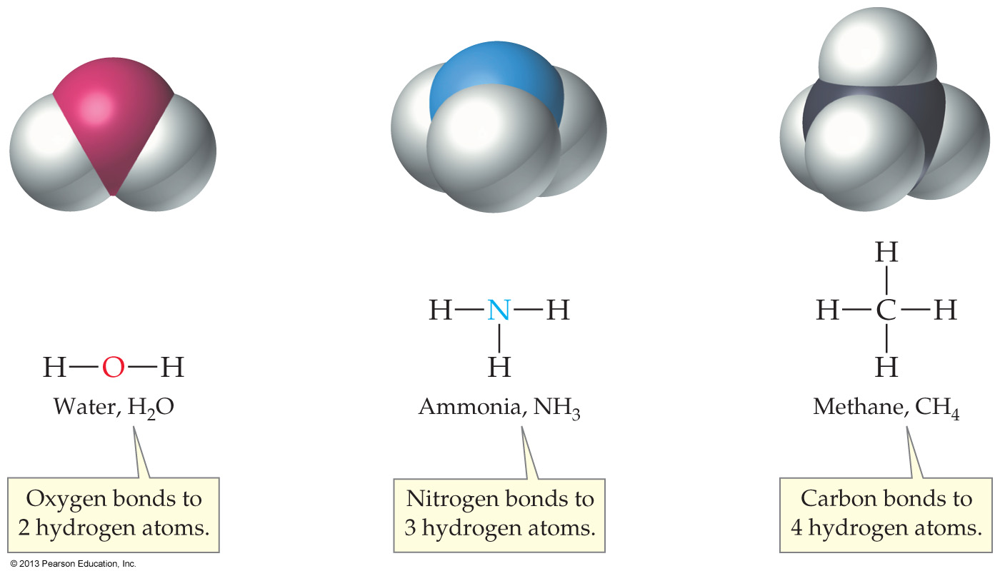 H
H—N—H
H—C—H
H—O—H
H
H
Water, H₂O
Ammonia, NH₃
Methane, CH₄
Oxygen bonds to
2 hydrogen atoms.
Nitrogen bonds to
3 hydrogen atoms.
Carbon bonds to
4 hydrogen atoms.
© 2013 Pearson Education, Inc.